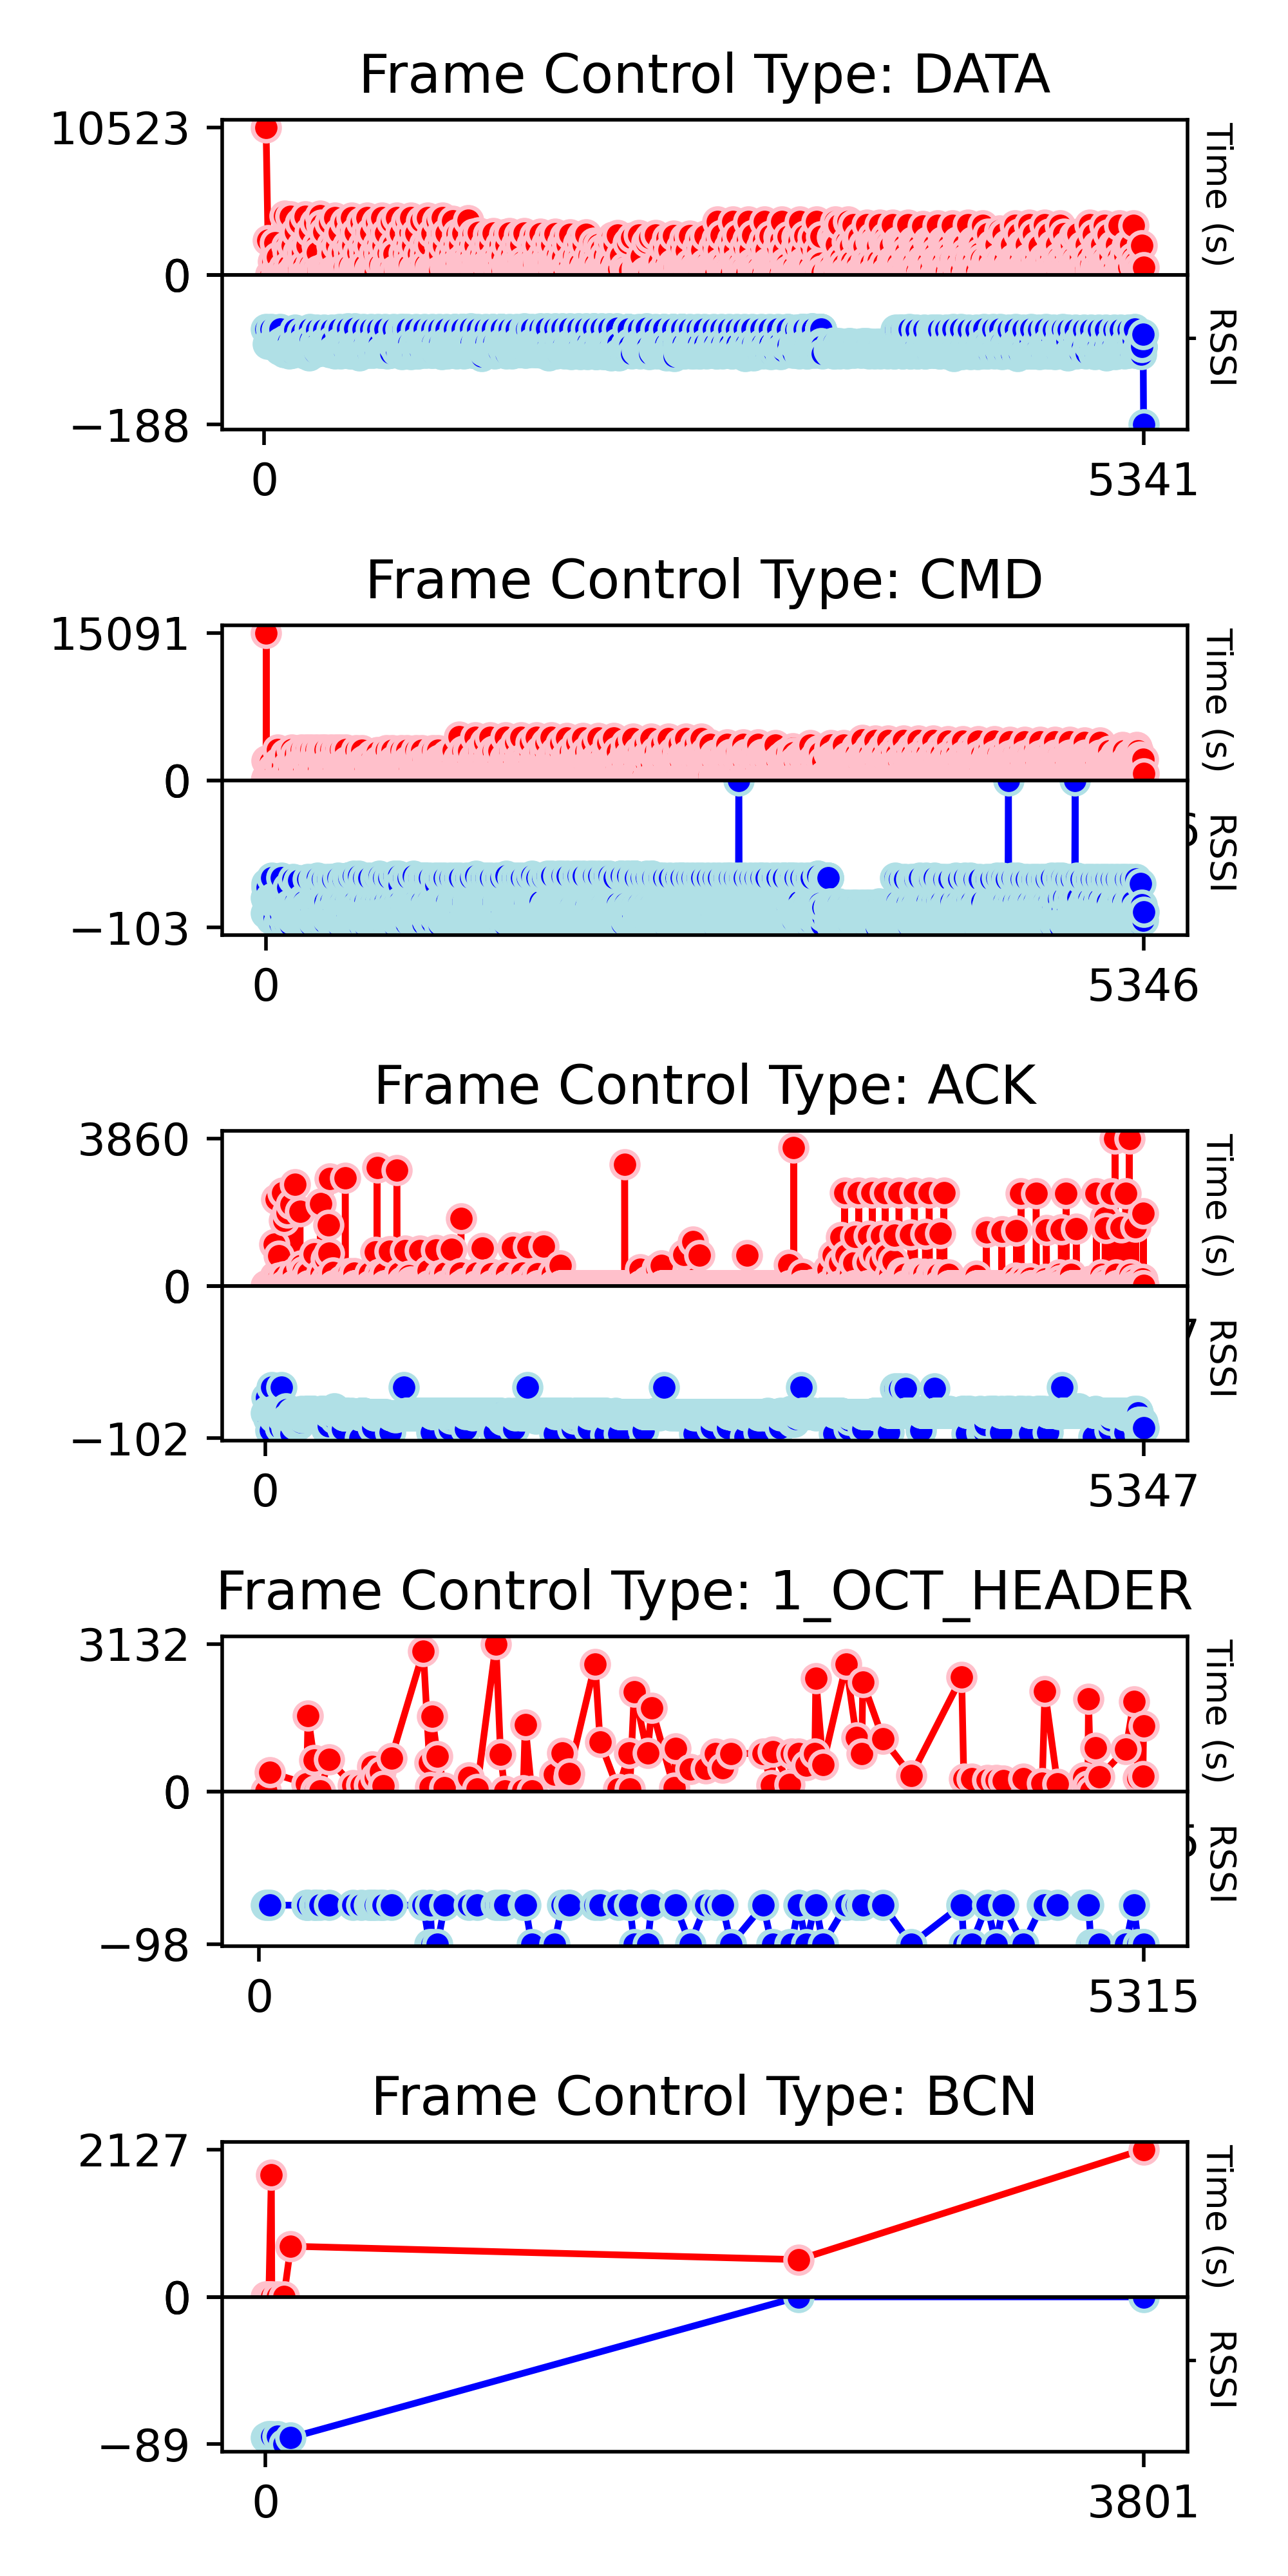 Frame Control Type: DATA
10523
Time (s)
0
RSSI
−188
0
5341
Frame Control Type: CMD
15091
Time (s)
0
RSSI
−103
0
5346
Frame Control Type: ACK
3860
Time (s)
0
RSSI
−102
0
5347
Frame Control Type: 1_OCT_HEADER
3132
Time (s)
0
RSSI
−98
0
5315
Frame Control Type: BCN
2127
Time (s)
0
RSSI
−89
0
3801